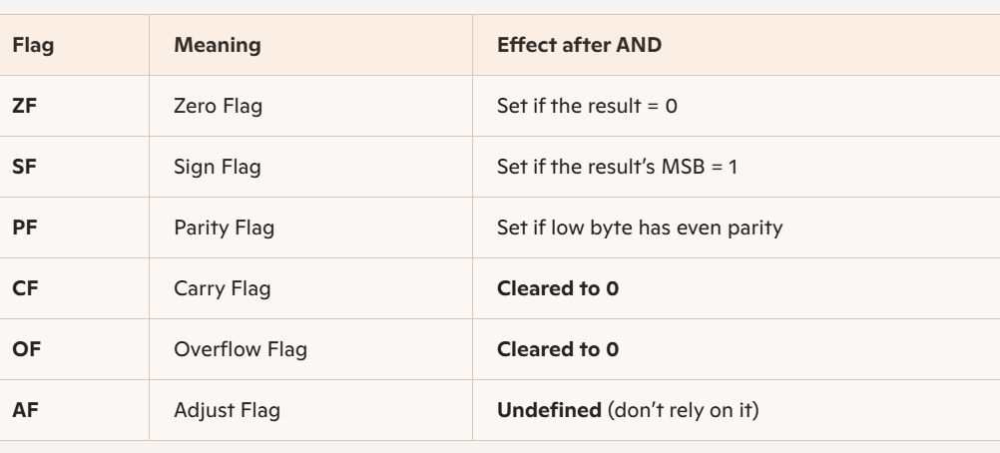 Flag Meaning Effect after AND
ZF Zero Flag Set if the result = 0
SF Sign Flag Set if the result’s MSB = 1
PF Parity Flag Set if low byte has even parity
CF Carry Flag Cleared to 0
OF Overflow Flag Cleared to 0
AF Adjust Flag Undefined (don’t rely on it)